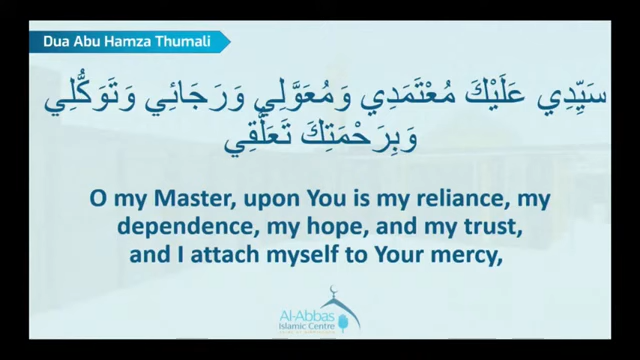 Dua Abu Hamza Thumali
سَيِّدِي عَلَيْكَ مُعْتَمَدِي وَمُعَوَّلِي وَرَجَائِي وَتَوَكُّلِي
وَبِرَحْمَتِكَ تَعَلُّقِي
O my Master, upon You is my reliance, my
dependence, my hope, and my trust,
and I attach myself to Your mercy,
Al-Abbas
Islamic Centre